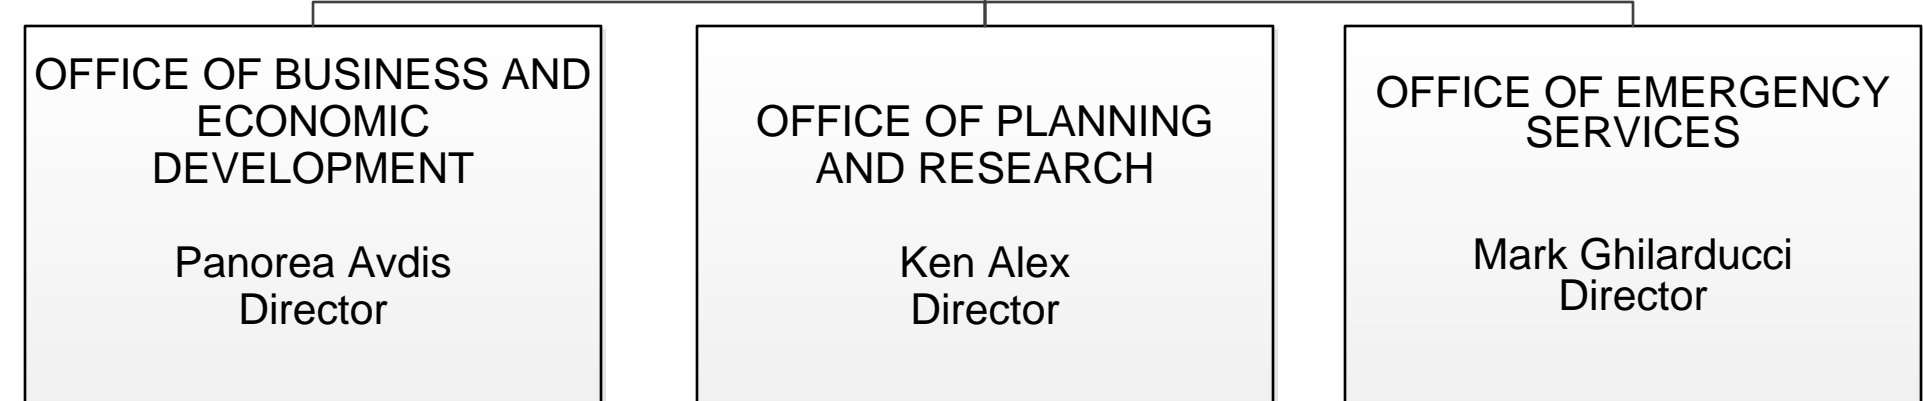 OFFICE OF BUSINESS AND
ECONOMIC
DEVELOPMENT
Panorea Avdis
Director
OFFICE OF PLANNING
AND RESEARCH
Ken Alex
Director
OFFICE OF EMERGENCY
SERVICES
Mark Ghilarducci
Director